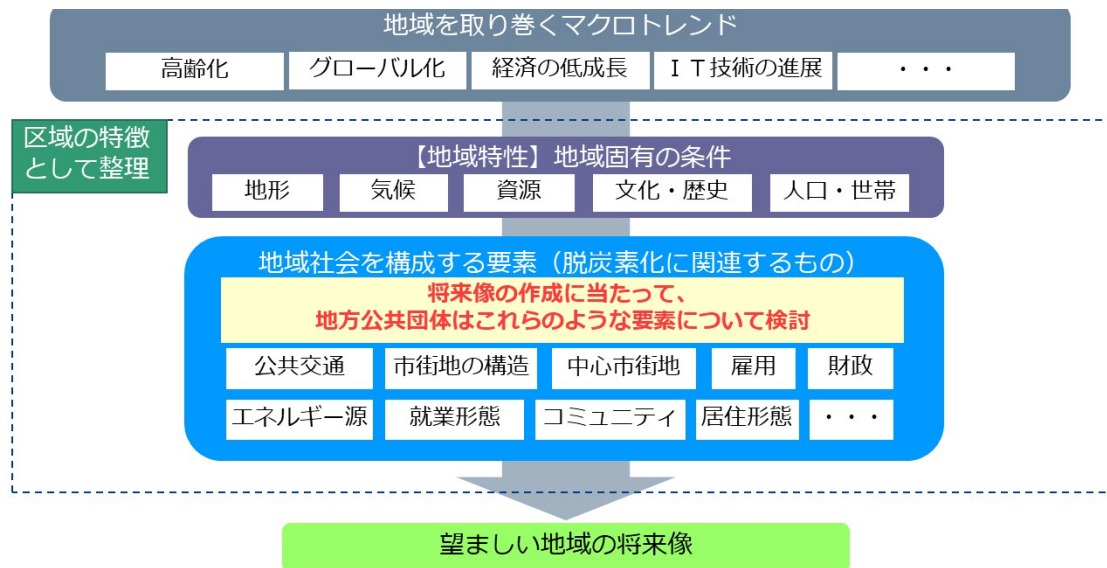 地域を取り巻くマクロトレンド
高齢化 グローバル化 経済の低成長 ＩＴ技術の進展 ・・・
区域の特徴
として整理
【地域特性】地域固有の条件
地形 気候 資源 文化・歴史 人口・世帯
地域社会を構成する要素（脱炭素化に関連するもの）
将来像の作成に当たって、
地方公共団体はこれらのような要素について検討
公共交通 市街地の構造 中心市街地 雇用 財政
エネルギー源 就業形態 コミュニティ 居住形態 ・・・
望ましい地域の将来像